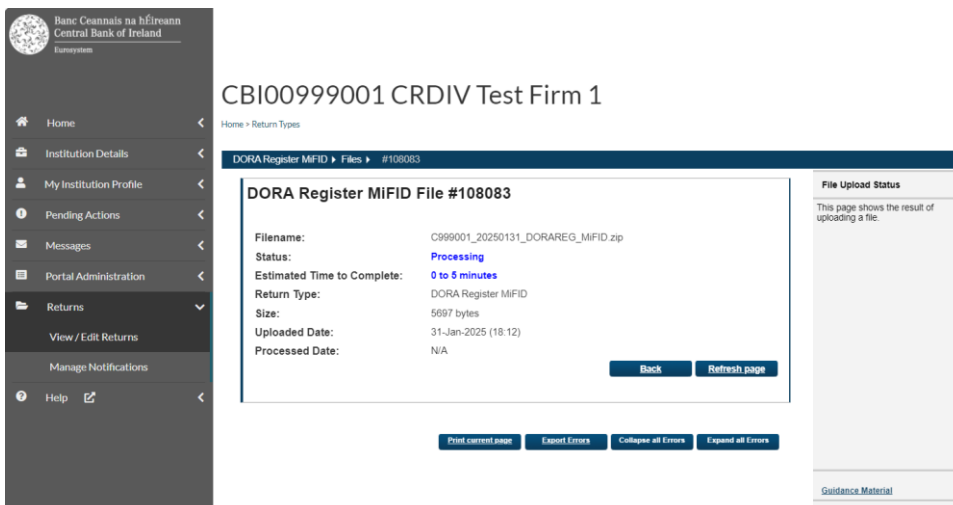 Banc Ceannais na hÉireann
Central Bank of Ireland
Eurosystem
Home
Institution Details
My Institution Profile
Pending Actions
Messages
Portal Administration
Returns
View / Edit Returns
Manage Notifications
Help
CBI00999001 CRDIV Test Firm 1
Home > Return Types
DORA Register MiFID Files #108083
DORA Register MiFID File #108083
Filename: C999001_20250131_DORAREG_MiFID.zip
Status: Processing
Estimated Time to Complete: 0 to 5 minutes
Return Type: DORA Register MiFID
Size: 5697 bytes
Uploaded Date: 31-Jan-2025 (18:12)
Processed Date: N/A
Back Refresh page
Print current page Export Errors Collapse all Errors Expand all Errors
File Upload Status
This page shows the result of
uploading a file.
Guidance Material